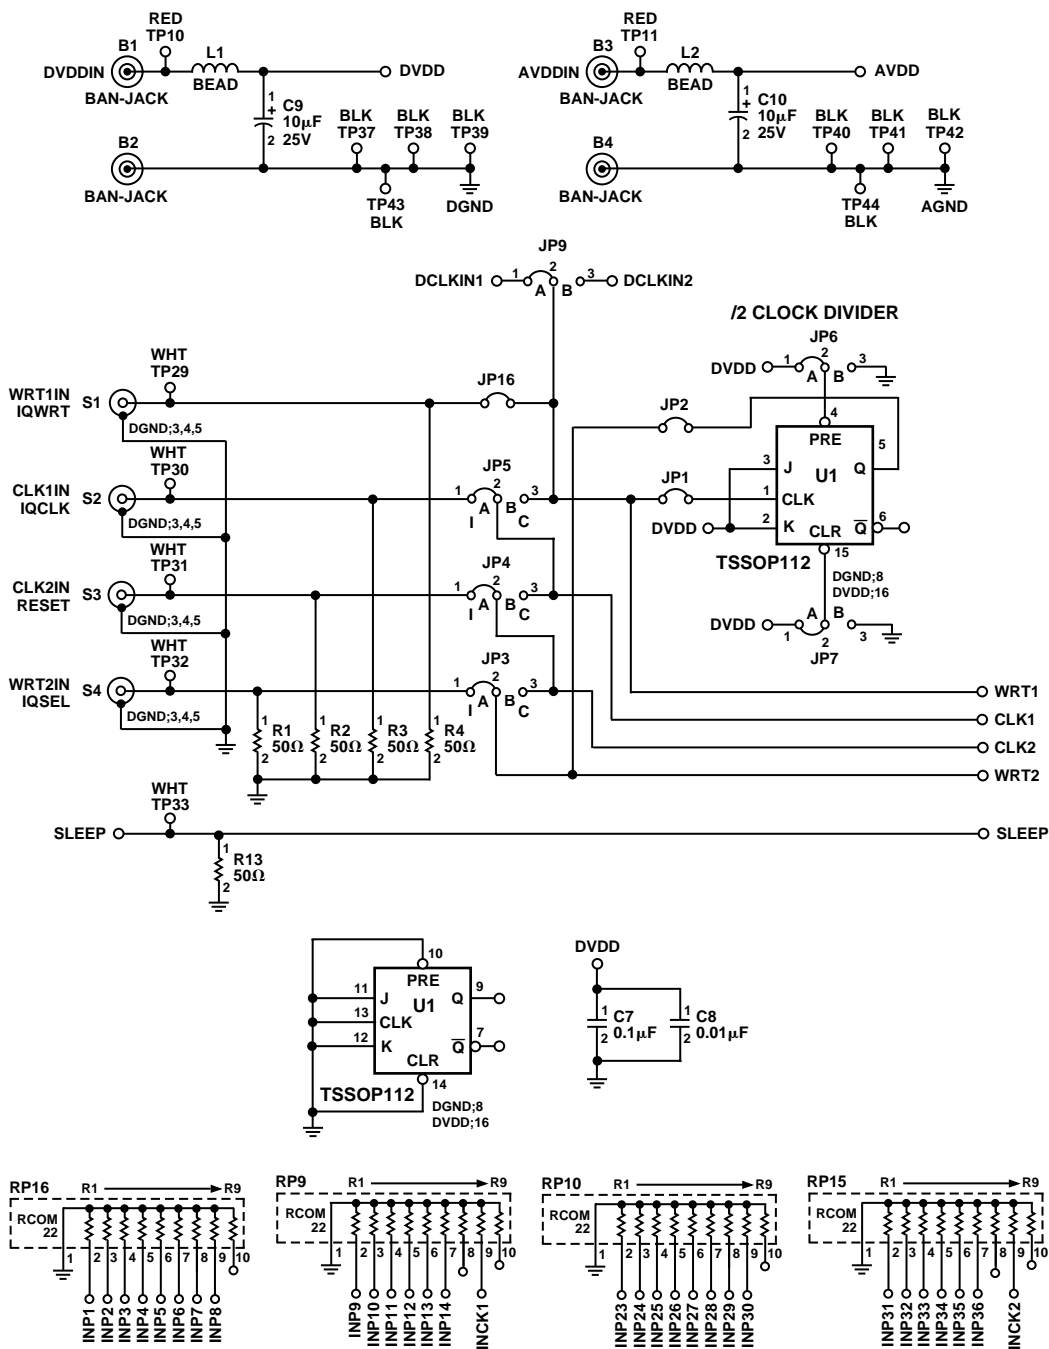 RED
TP10
B1
L1
DVDDIN
BEAD
DVDD
BAN-JACK
1
+
C9
10μF
25V
2
BLK
TP37
BLK
TP38
BLK
TP39
B2
BAN-JACK
TP43
BLK
DGND
RED
TP11
B3
L2
AVDDIN
BEAD
AVDD
BAN-JACK
1
+
C10
10μF
25V
2
BLK
TP40
BLK
TP41
BLK
TP42
B4
BAN-JACK
TP44
BLK
AGND
JP9
DCLKIN1
1
2
3
A
B
DCLKIN2
/2 CLOCK DIVIDER
JP6
DVDD
1
2
3
A
B
WHT
TP29
WRT1IN
IQWRT
S1
DGND;3,4,5
JP16
JP2
4
PRE
5
3
J
U1
Q
1
CLK
2
K
CLR
Q
6
15
DVDD
TSSOP112
DGND;8
DVDD;16
DVDD
A
B
1
2
3
JP7
WHT
TP30
CLK1IN
IQCLK
S2
DGND;3,4,5
JP5
1
2
3
A
B
I
C
JP1
WHT
TP31
CLK2IN
RESET
S3
DGND;3,4,5
JP4
1
2
3
A
B
I
C
WHT
TP32
WRT2IN
IQSEL
S4
DGND;3,4,5
JP3
1
2
3
A
B
I
C
1
R1
50Ω
2
1
R2
50Ω
2
1
R3
50Ω
2
1
R4
50Ω
2
WRT1
CLK1
CLK2
WRT2
WHT
TP33
SLEEP
SLEEP
1
R13
50Ω
2
10
PRE
11
J
U1
Q
9
13
CLK
12
K
Q
7
CLR
TSSOP112
14
DGND;8
DVDD;16
DVDD
1
C7
2
0.1μF
1
C8
2
0.01μF
RP16
R1
R9
RCOM
22
1 2 3 4 5 6 7 8 9 10
INP1
INP2
INP3
INP4
INP5
INP6
INP7
INP8
RP9
R1
R9
RCOM
22
1 2 3 4 5 6 7 8 9 10
INP9
INP10
INP11
INP12
INP13
INP14
INCK1
RP10
R1
R9
RCOM
22
1 2 3 4 5 6 7 8 9 10
INP23
INP24
INP25
INP26
INP27
INP28
INP29
INP30
RP15
R1
R9
RCOM
22
1 2 3 4 5 6 7 8 9 10
INP31
INP32
INP33
INP34
INP35
INP36
INCK2